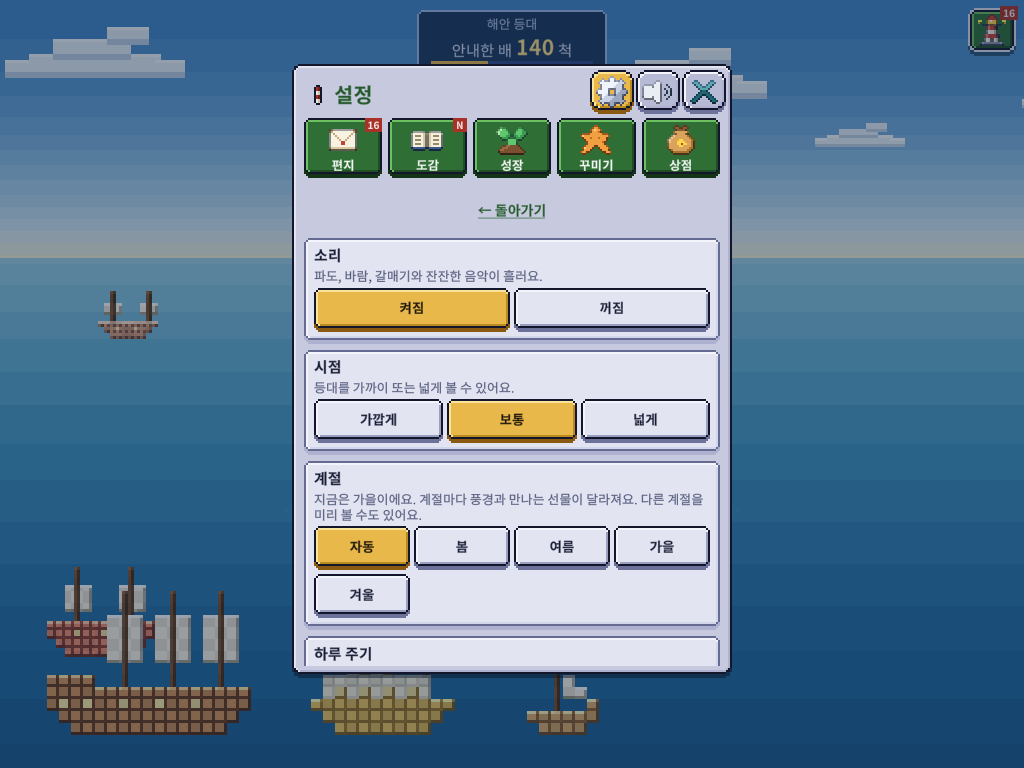 해안 등대
안내한 배 140 척
16
설정
16
편지
N
도감
성장
꾸미기
상점
← 돌아가기
소리
파도, 바람, 갈매기와 잔잔한 음악이 흘러요.
켜짐
꺼짐
시점
등대를 가까이 또는 넓게 볼 수 있어요.
가깝게
보통
넓게
계절
지금은 가을이에요. 계절마다 풍경과 만나는 선물이 달라져요. 다른 계절을
미리 볼 수도 있어요.
자동
봄
여름
가을
겨울
하루 주기